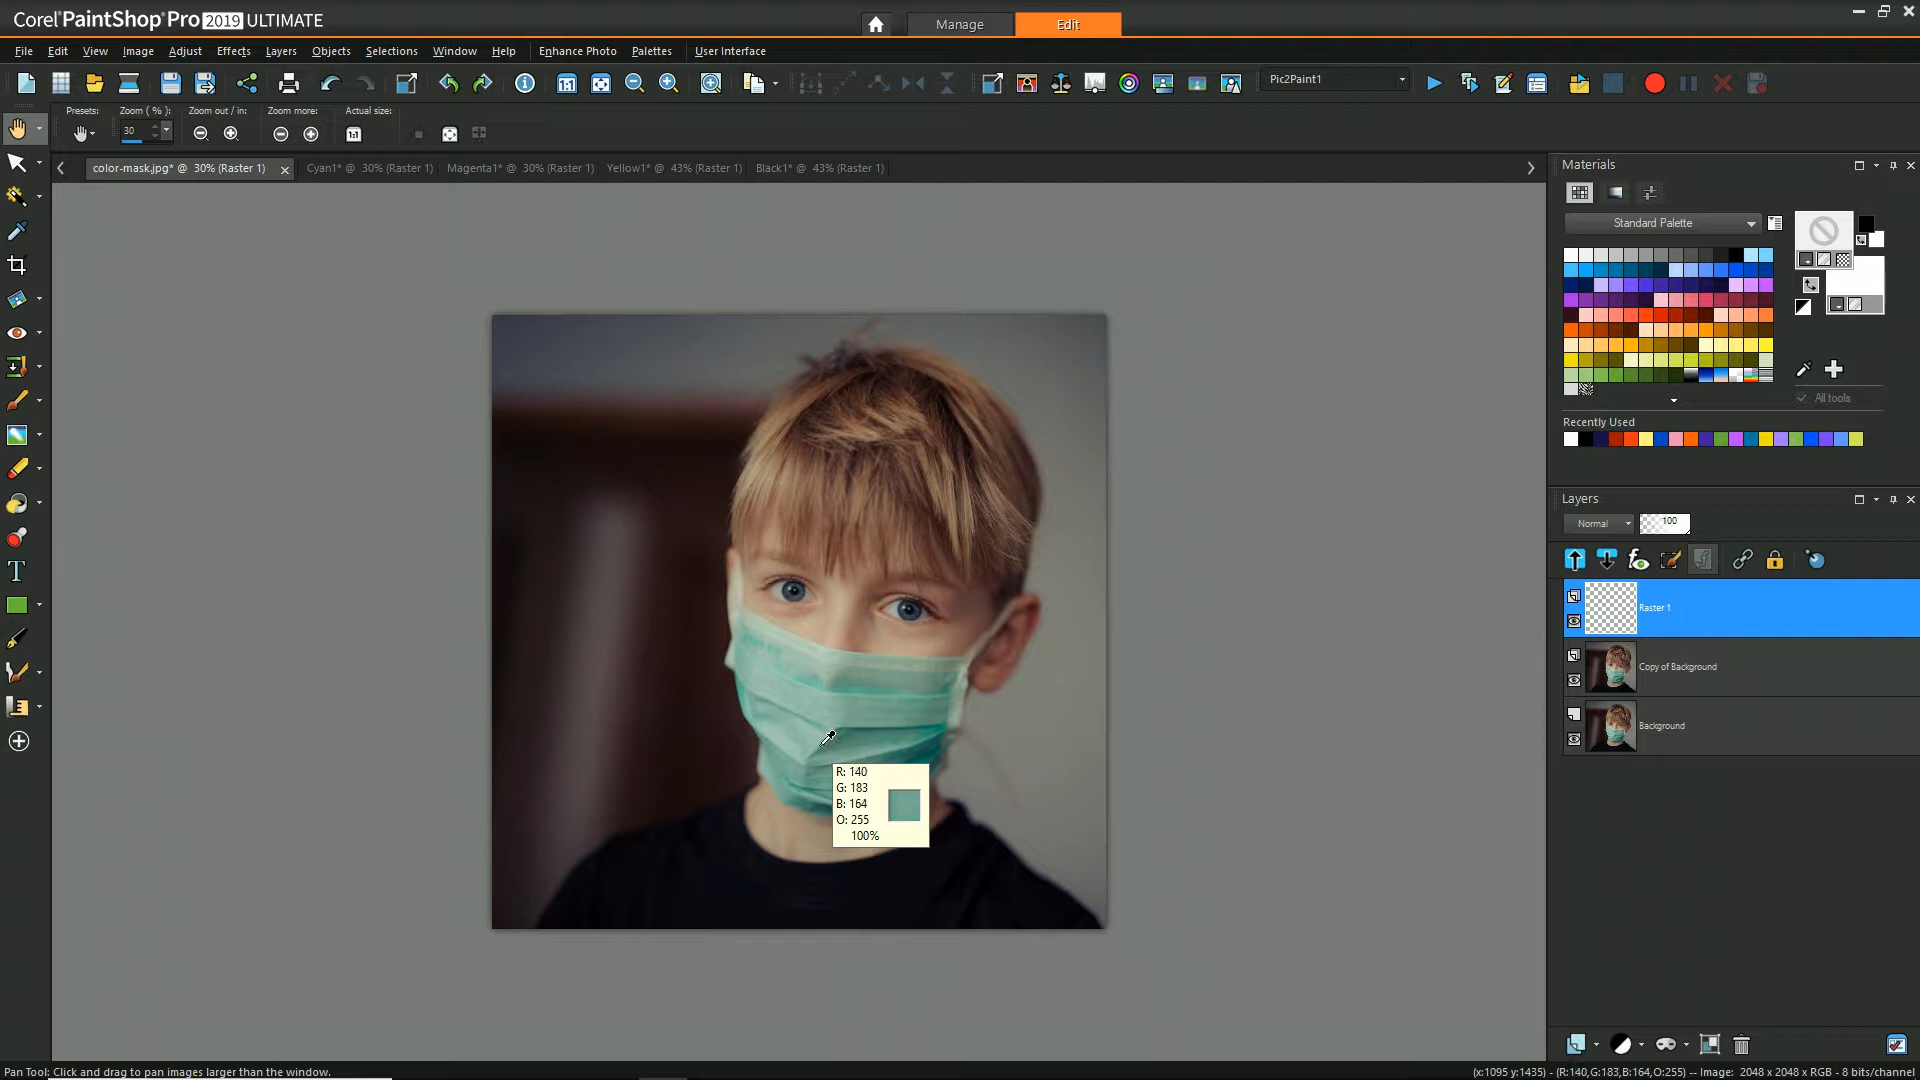 Corel PaintShop Pro 2019 ULTIMATE
Manage
Edit
File Edit View Image Adjust Effects Layers Objects Selections Window Help Enhance Photo Palettes User Interface
Pic2Paint1
Presets: Zoom ( % ): Zoom out / in: Zoom more: Actual size:
30
color-mask.jpg* @ 30% (Raster 1)
Cyan1* @ 30% (Raster 1)
Magenta1* @ 30% (Raster 1)
Yellow1* @ 43% (Raster 1)
Black1* @ 43% (Raster 1)
Materials
Standard Palette
All tools
Recently Used
Layers
Normal
100
Raster 1
Copy of Background
Background
R: 140
G: 183
B: 164
O: 255
100%
Pan Tool: Click and drag to pan images larger than the window.
(x:1095 y:1435) - (R:140,G:183,B:164,O:255) -- Image: 2048 x 2048 x RGB - 8 bits/channel